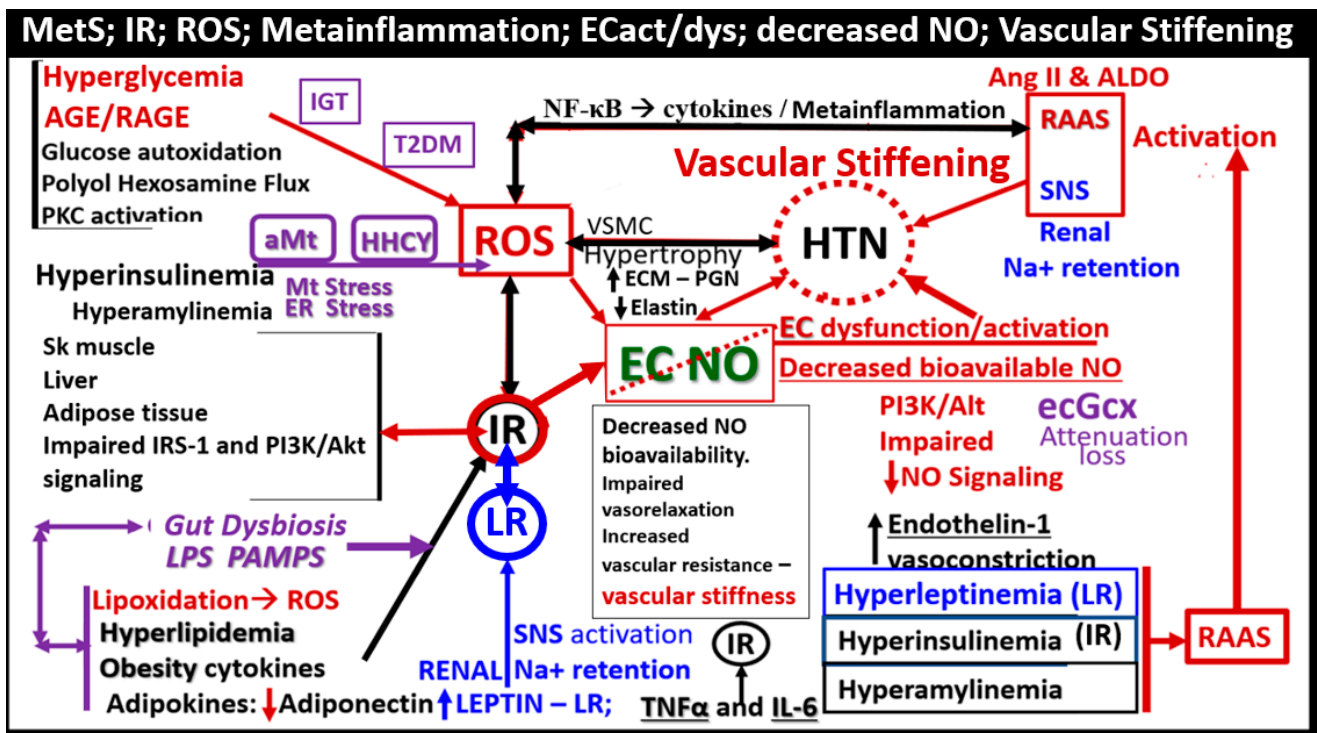 MetS; IR; ROS; Metainflammation; ECact/dys; decreased NO; Vascular Stiffening
Hyperglycemia
AGE/RAGE
Glucose autoxidation
Polyol Hexosamine Flux
PKC activation
IGT
T2DM
NF-κB → cytokines / Metainflammation
Ang II & ALDO
RAAS
SNS
Activation
Renal
Na+ retention
Vascular Stiffening
aMt
HHCY
Mt Stress
ER Stress
ROS
VSMC
Hypertrophy
↑ ECM – PGN
↓ Elastin
HTN
Hyperinsulinemia
Hyperamylinemia
Sk muscle
Liver
Adipose tissue
Impaired IRS-1 and PI3K/Akt
signaling
IR
LR
EC NO
EC dysfunction/activation
Decreased bioavailable NO
PI3K/Alt
Impaired
↓NO Signaling
ecGcx
Attenuation
loss
Decreased NO
bioavailability.
Impaired
vasorelaxation
Increased
vascular resistance –
vascular stiffness
↑ Endothelin-1
vasoconstriction
Gut Dysbiosis
LPS PAMPS
Lipoxidation→ ROS
Hyperlipidemia
Obesity cytokines
Adipokines: ↓Adiponectin ↑LEPTIN – LR;
SNS activation
RENAL Na+ retention
IR
TNFα and IL-6
Hyperleptinemia (LR)
Hyperinsulinemia (IR)
Hyperamylinemia
RAAS